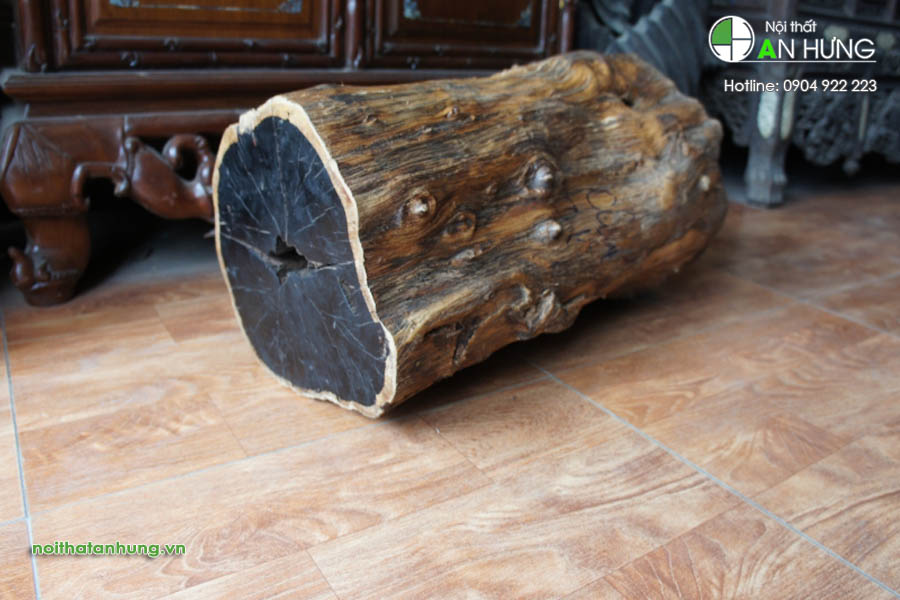 Nội thất
AN HƯNG
Hotline: 0904 922 223
noithatanhung.vn